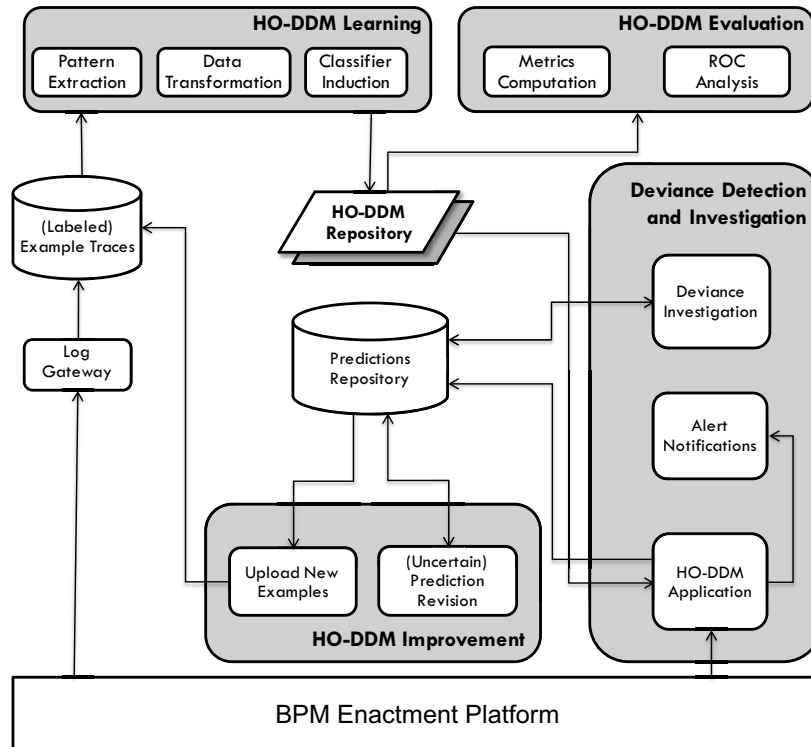 HO-DDM Learning
Pattern
Extraction
Data
Transformation
Classifier
Induction
HO-DDM Evaluation
Metrics
Computation
ROC
Analysis
(Labeled)
Example Traces
HO-DDM
Repository
Deviance Detection
and Investigation
Deviance
Investigation
Log
Gateway
Predictions
Repository
Alert
Notifications
Upload New
Examples
(Uncertain)
Prediction
Revision
HO-DDM
Application
HO-DDM Improvement
BPM Enactment Platform